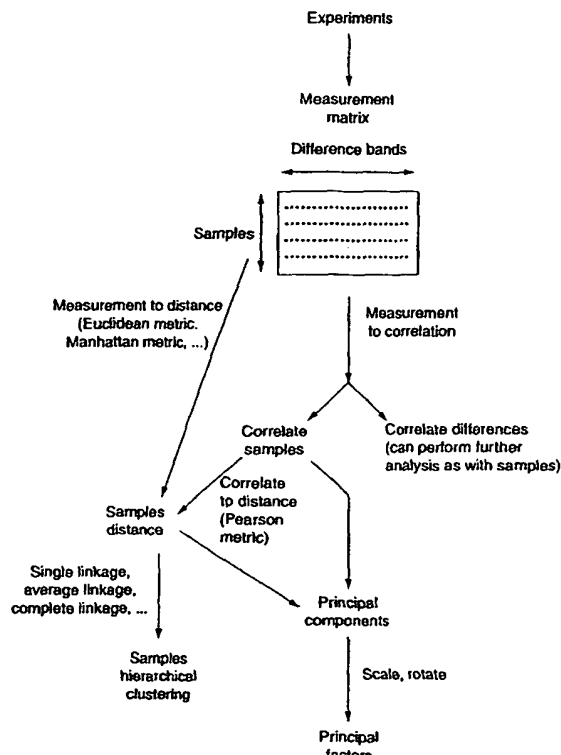 Experiments
Measurement
matrix
Difference bands
Samples
Measurement to distance
(Euclidean metric.
Manhattan metric, ...)
Measurement
to correlation
Correlate
samples
Correlate differences
(can perform further
analysis as with samples)
Correlate
to distance
(Pearson
metric)
Samples
distance
Single linkage,
average linkage,
complete linkage, ...
Principal
components
Samples
hierarchical
clustering
Scale, rotate
Principal
factors